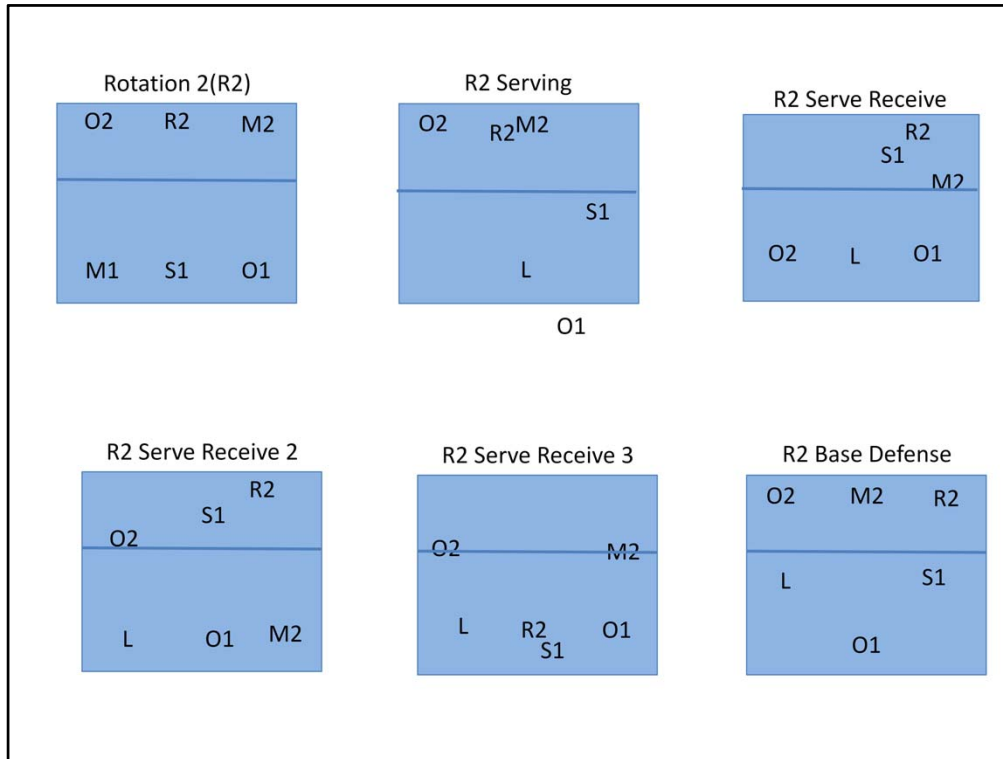 Rotation 2(R2)
O2 R2 M2
M1 S1 O1
R2 Serving
O2 R2 M2
S1
L
O1
R2 Serve Receive
R2
S1
M2
O2 L O1
R2 Serve Receive 2
R2
S1
O2
L O1 M2
R2 Serve Receive 3
O2 M2
L R2 O1
S1
R2 Base Defense
O2 M2 R2
L S1
O1